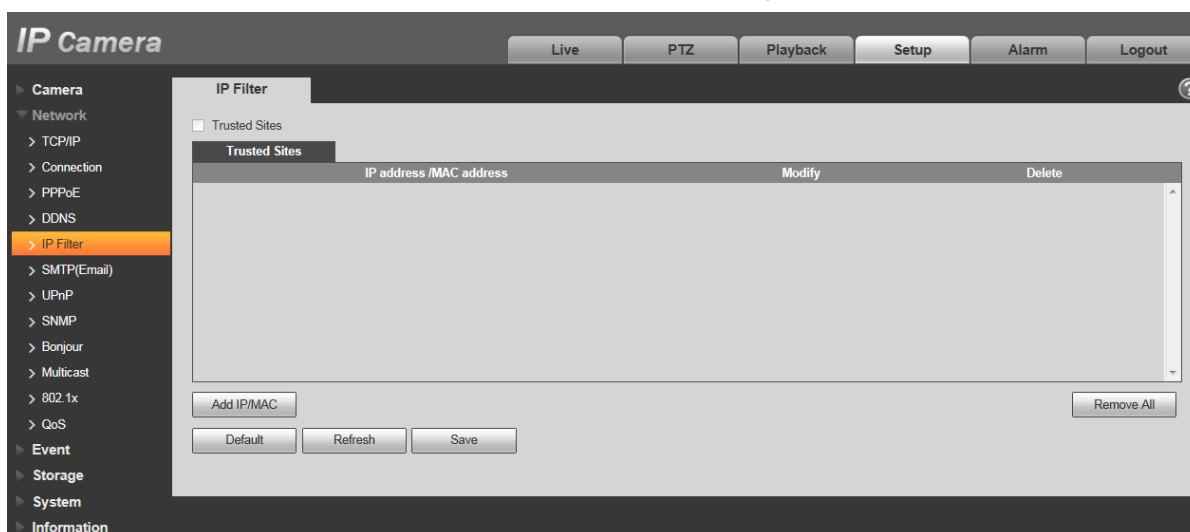 IP Camera
Live PTZ Playback Setup Alarm Logout
Camera
Network
TCP/IP
Connection
PPPoE
DDNS
IP Filter
SMTP(Email)
UPnP
SNMP
Bonjour
Multicast
802.1x
QoS
Event
Storage
System
Information
IP Filter
?
Trusted Sites
Trusted Sites
IP address /MAC address Modify Delete
Add IP/MAC Remove All
Default Refresh Save